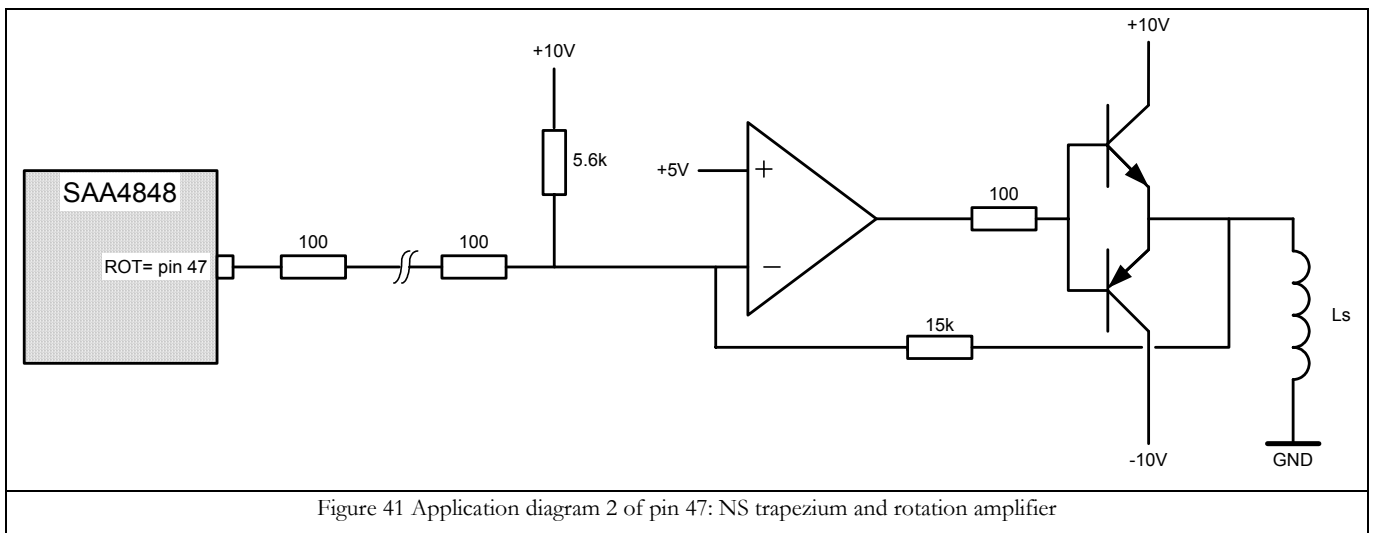 +10V
+10V
5.6k
+5V
+
SAA4848
100
100
100
ROT= pin 47
−
15k
Ls
-10V
GND
Figure 41 Application diagram 2 of pin 47: NS trapezium and rotation amplifier